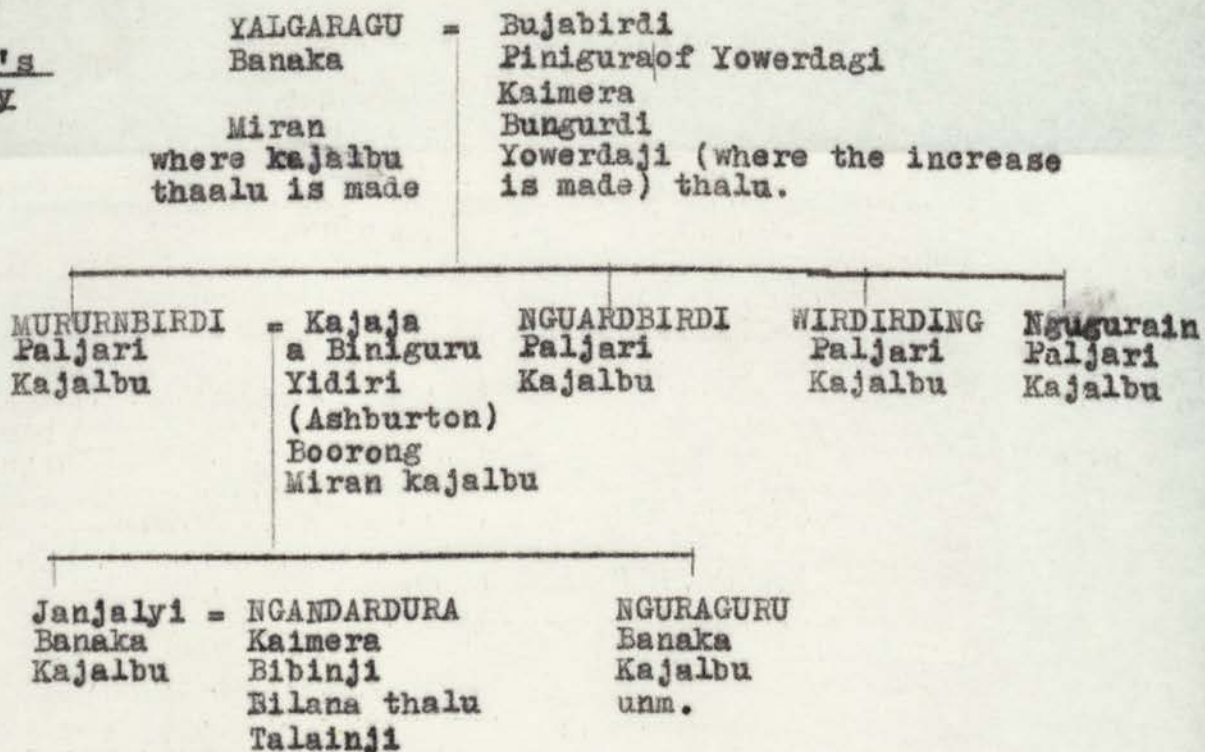 YALGARAGU = Bujabirdi
's
Banaka Pinigura of Yowerdagi
y
Kaimera
Miran Bungurdi
where kajalbu Yowerdaji (where the increase
thaalu is made is made) thalu.
MURURNBIRDI = Kajaja NGUARDBIRDI WIRDIRDING Ngugurain
Paljari a Biniguru Paljari Paljari Paljari
Kajalbu Yidiri Kajalbu Kajalbu Kajalbu
(Ashburton)
Boorong
Miran kajalbu
Janjalyi = NGANDARDURA NGURAGURU
Banaka Kaimera Banaka
Kajalbu Bibinji Kajalbu
Bilana thalu unm.
Talainji